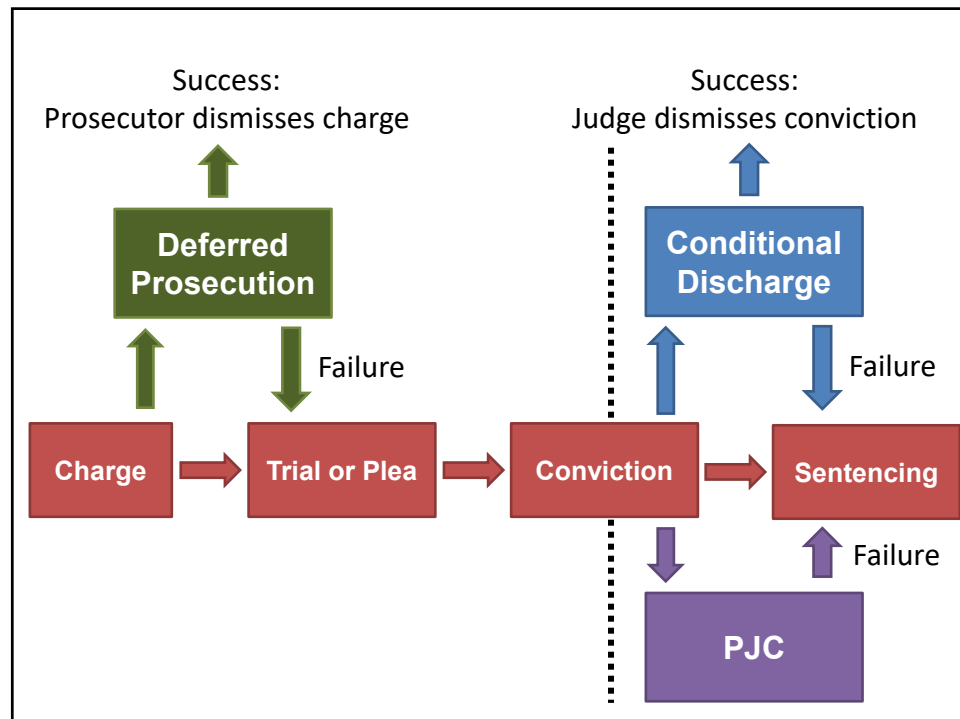 Success:
Prosecutor dismisses charge
Success:
Judge dismisses conviction
Deferred
Prosecution
Conditional
Discharge
Failure
Failure
Charge
Trial or Plea
Conviction
Sentencing
Failure
PJC